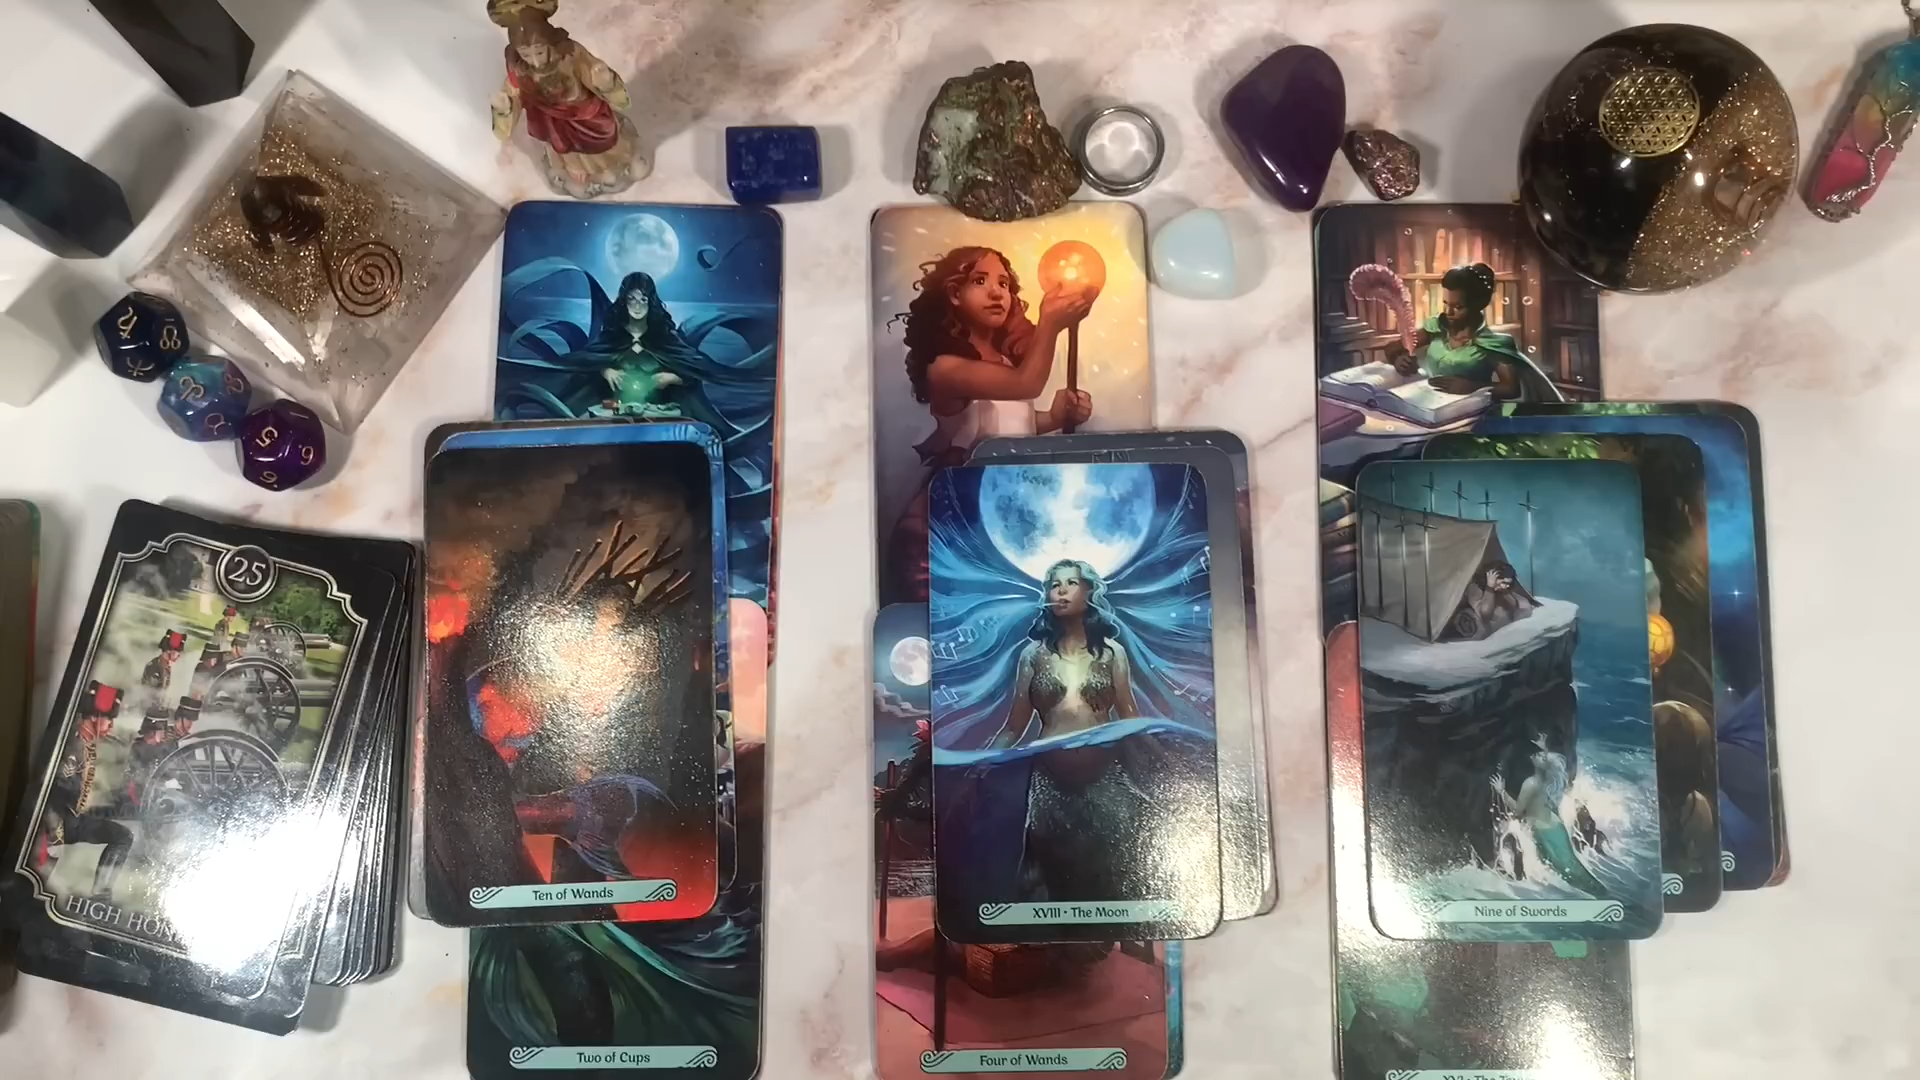 25
HIGH HON
Ten of Wands
XVIII • The Moon
Nine of Swords
Two of Cups
Four of Wands